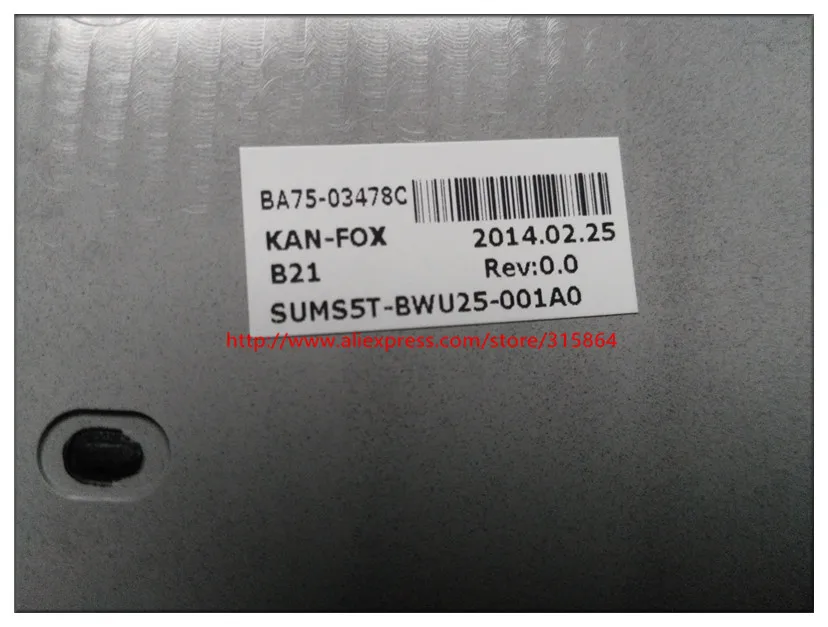 BA75-03478C
KAN-FOX 2014.02.25
B21 Rev:0.0
SUMS5T-BWU25-001A0
http://www.aliexpress.com/store/315864